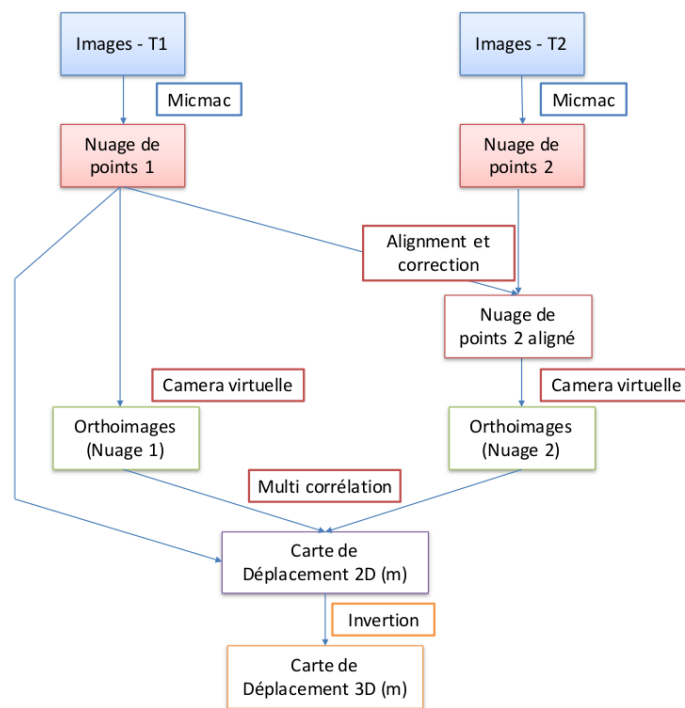 Images - T1
Images - T2
Micmac
Micmac
Nuage de
points 1
Nuage de
points 2
Alignment et
correction
Nuage de
points 2 aligné
Camera virtuelle
Camera virtuelle
Orthoimages
(Nuage 1)
Orthoimages
(Nuage 2)
Multi corrélation
Carte de
Déplacement 2D (m)
Invertion
Carte de
Déplacement 3D (m)